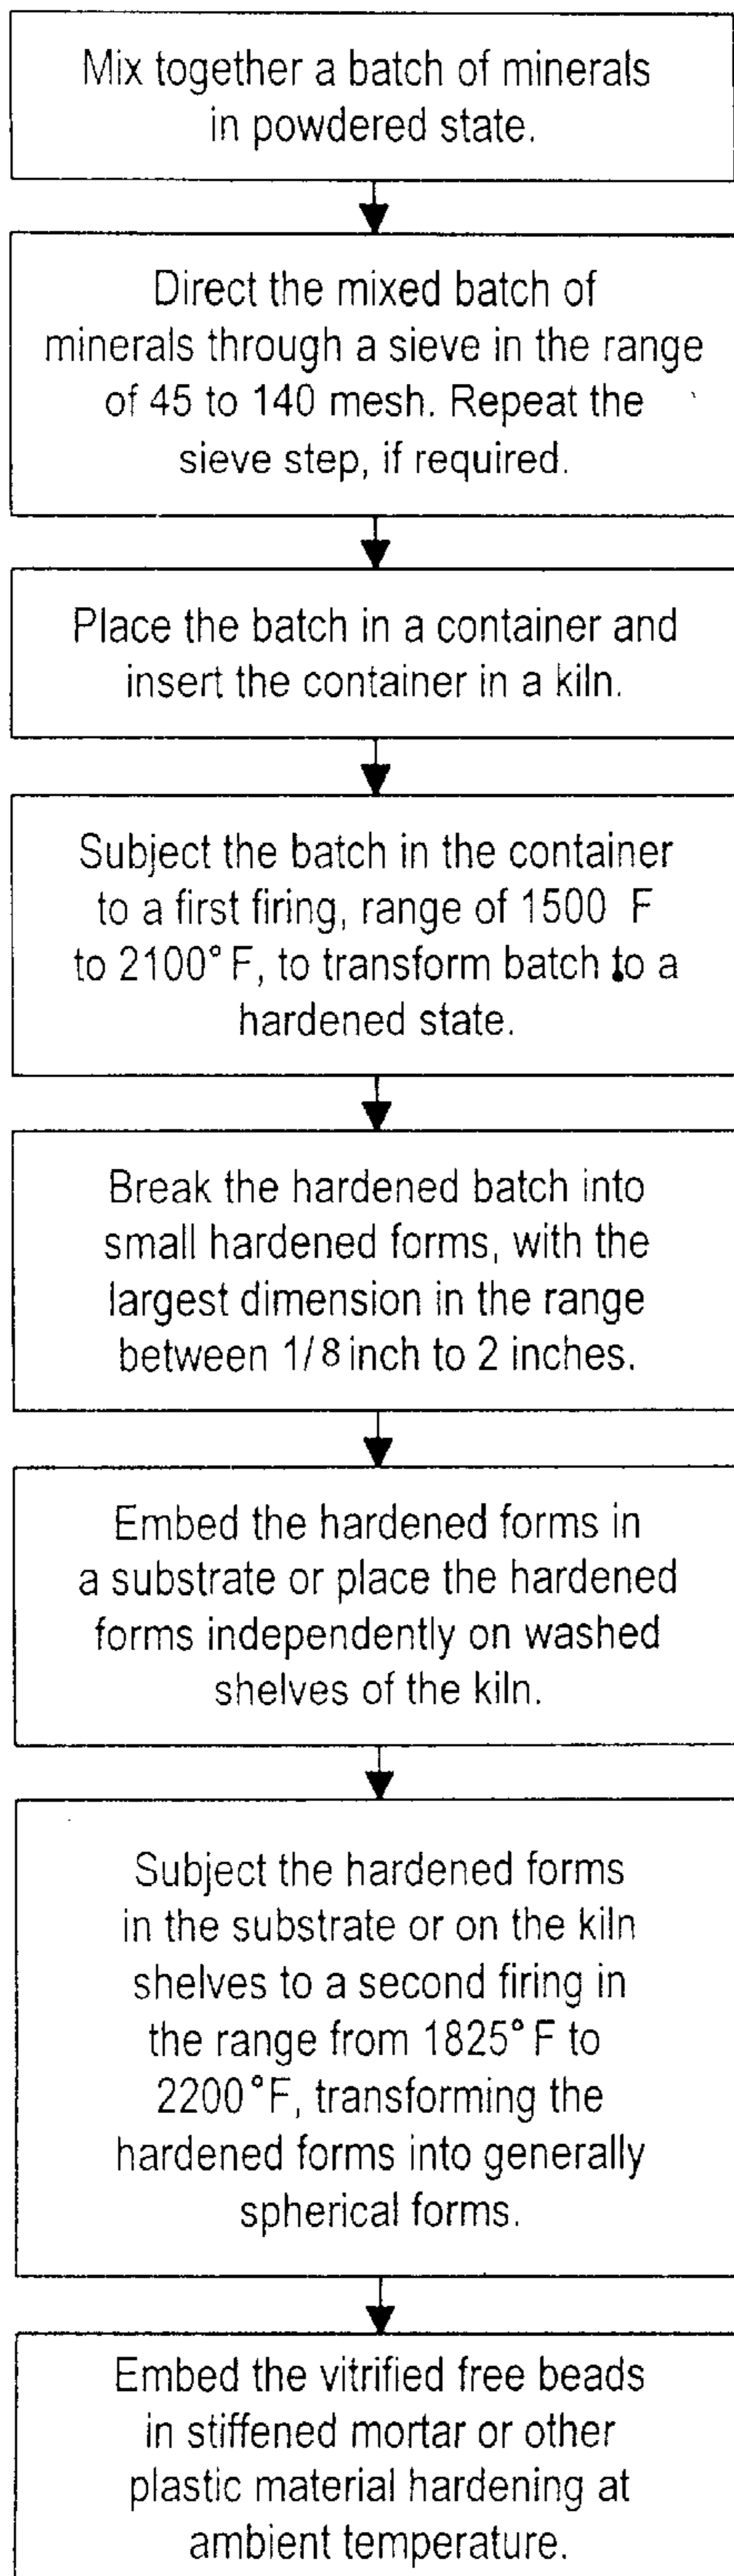 Mix together a batch of minerals
in powdered state.
Direct the mixed batch of
minerals through a sieve in the range
of 45 to 140 mesh. Repeat the
sieve step, if required.
Place the batch in a container and
insert the container in a kiln.
Subject the batch in the container
to a first firing, range of 1500 F
to 2100° F, to transform batch to a
hardened state.
Break the hardened batch into
small hardened forms, with the
largest dimension in the range
between 1/8 inch to 2 inches.
Embed the hardened forms in
a substrate or place the hardened
forms independently on washed
shelves of the kiln.
Subject the hardened forms
in the substrate or on the kiln
shelves to a second firing in
the range from 1825° F to
2200°F, transforming the
hardened forms into generally
spherical forms.
Embed the vitrified free beads
in stiffened mortar or other
plastic material hardening at
ambient temperature.